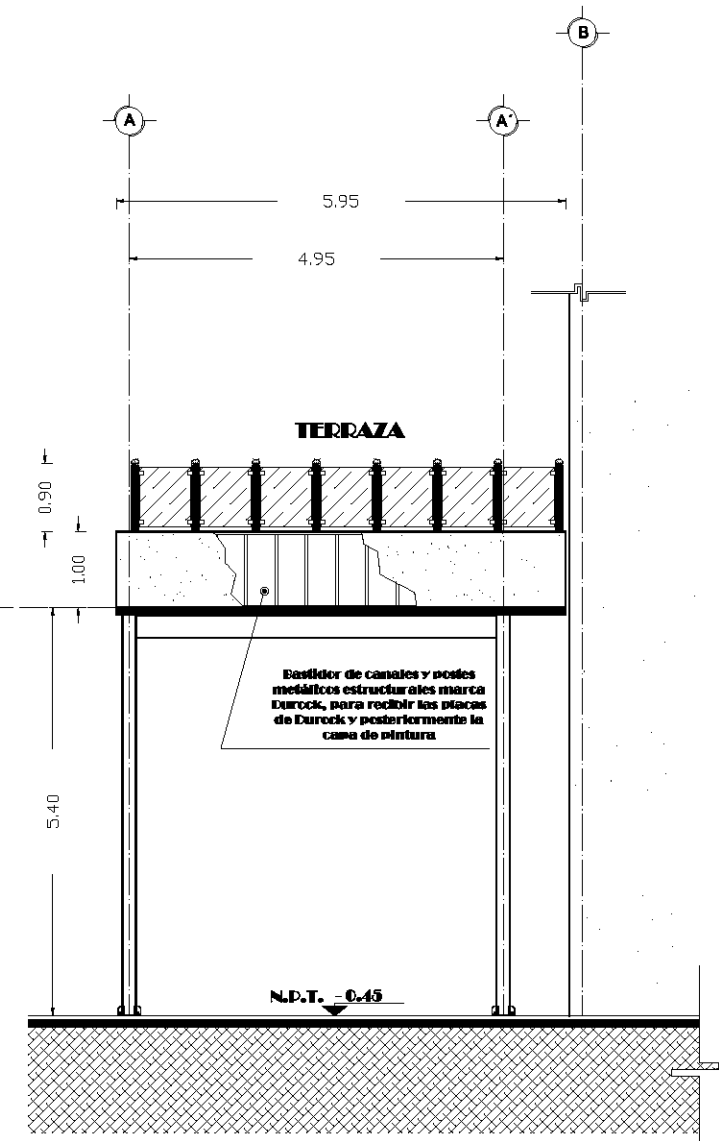 B
A
A´
5.95
4.95
TERRAZA
0.90
1.00
Bastidor de canales y postes
metálicos estructurales marca
Durock, para recibir las placas
de Durock y posteriormente la
capa de pintura
5.40
N.P.T. -0.45